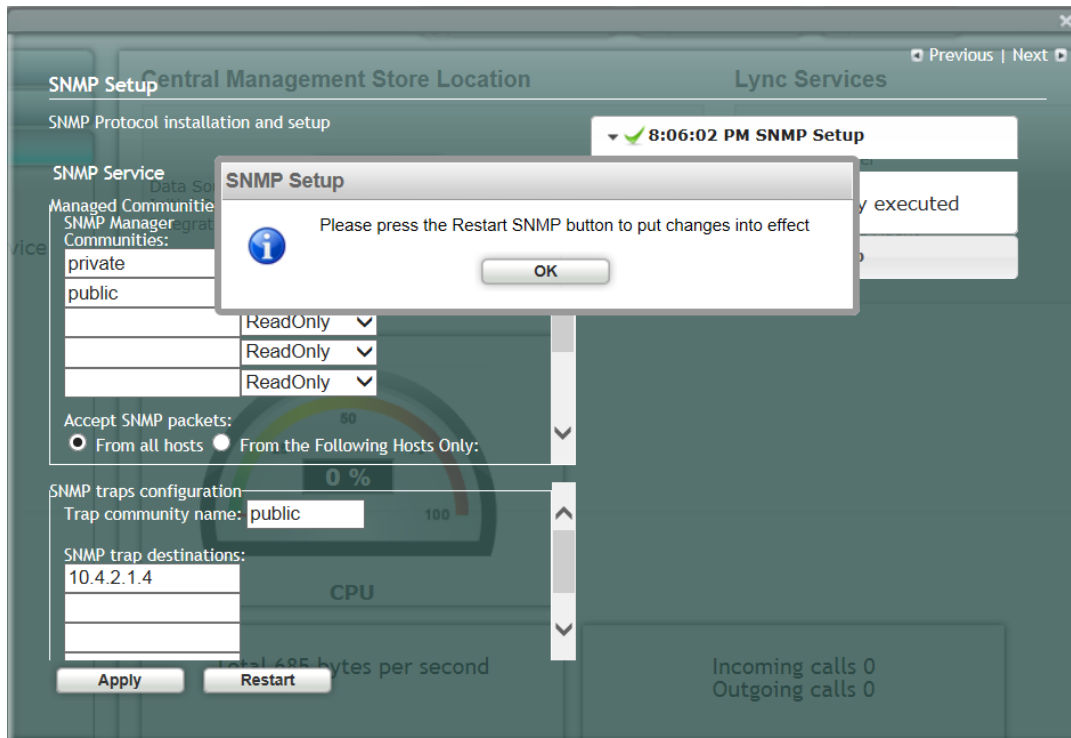 Previous | Next
SNMP Setup
Central Management Store Location
Lync Services
SNMP Protocol installation and setup
8:06:02 PM SNMP Setup
SNMP Service
Data So
SNMP Setup
Managed Communitie
SNMP Manager
Communities:
Please press the Restart SNMP button to put changes into effect
y executed
OK
private
public
ReadOnly
ReadOnly
ReadOnly
Accept SNMP packets:
From all hosts
From the Following Hosts Only:
50
0 %
100
SNMP traps configuration
Trap community name:
public
SNMP trap destinations:
10.4.2.1.4
CPU
Total 685 bytes per second
Incoming calls 0
Outgoing calls 0
Apply
Restart